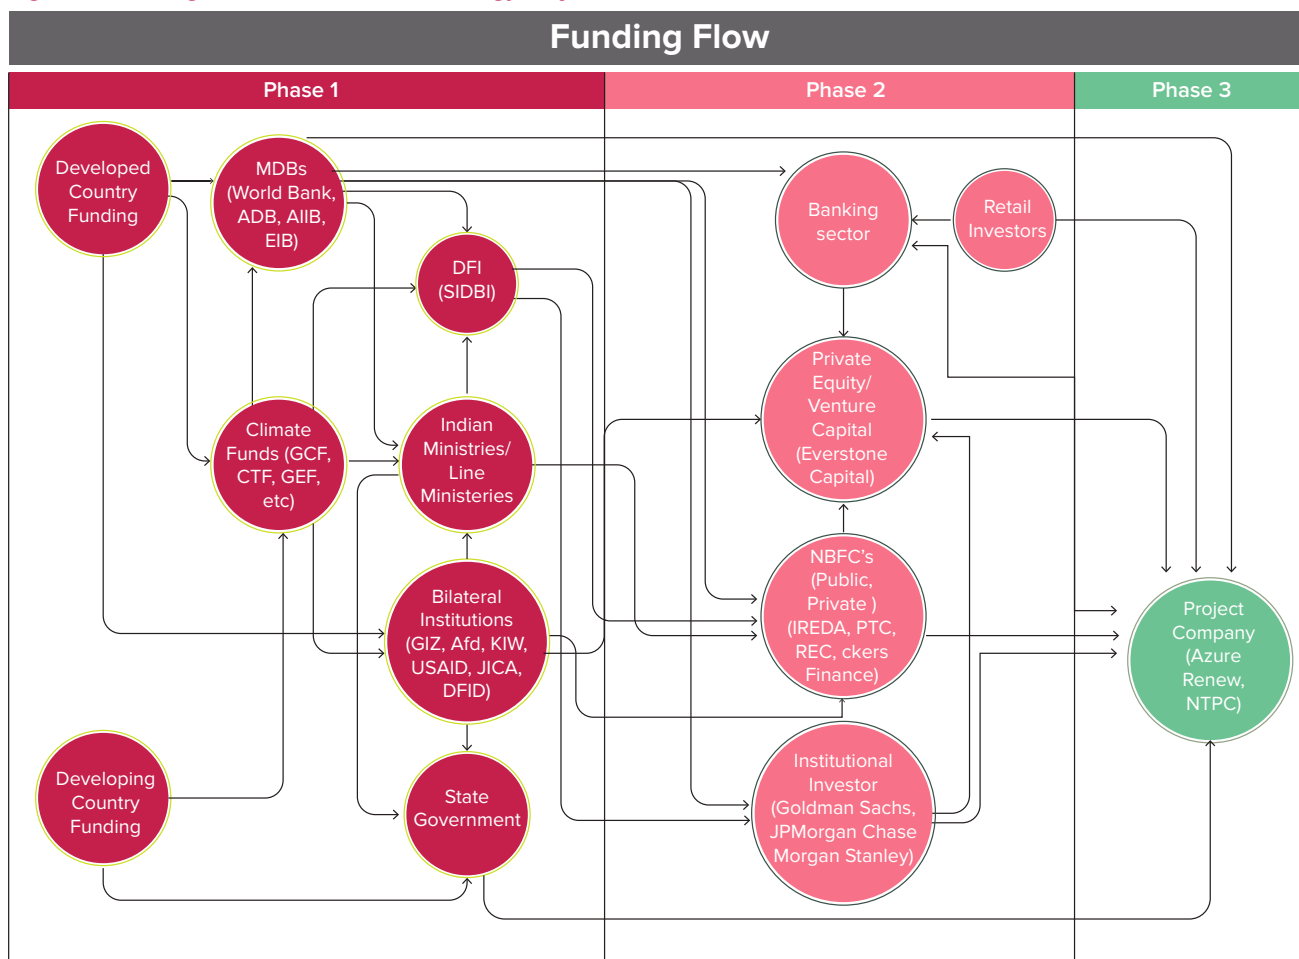 Funding Flow
Phase 1
Phase 2
Phase 3
Developed
Country
Funding
MDBs
(World Bank,
ADB, AIIB,
EIB)
DFI
(SIDBI)
Climate
Funds (GCF,
CTF, GEF,
etc)
Indian
Ministries/
Line
Ministeries
Bilateral
Institutions
(GIZ, Afd, KIW,
USAID, JICA,
DFID)
Developing
Country
Funding
State
Government
Banking
sector
Retail
Investors
Private
Equity/
Venture
Capital
(Everstone
Capital)
NBFC's
(Public,
Private )
(IREDA, PTC,
REC, ckers
Finance)
Institutional
Investor
(Goldman Sachs,
JPMorgan Chase
Morgan Stanley)
Project
Company
(Azure
Renew,
NTPC)